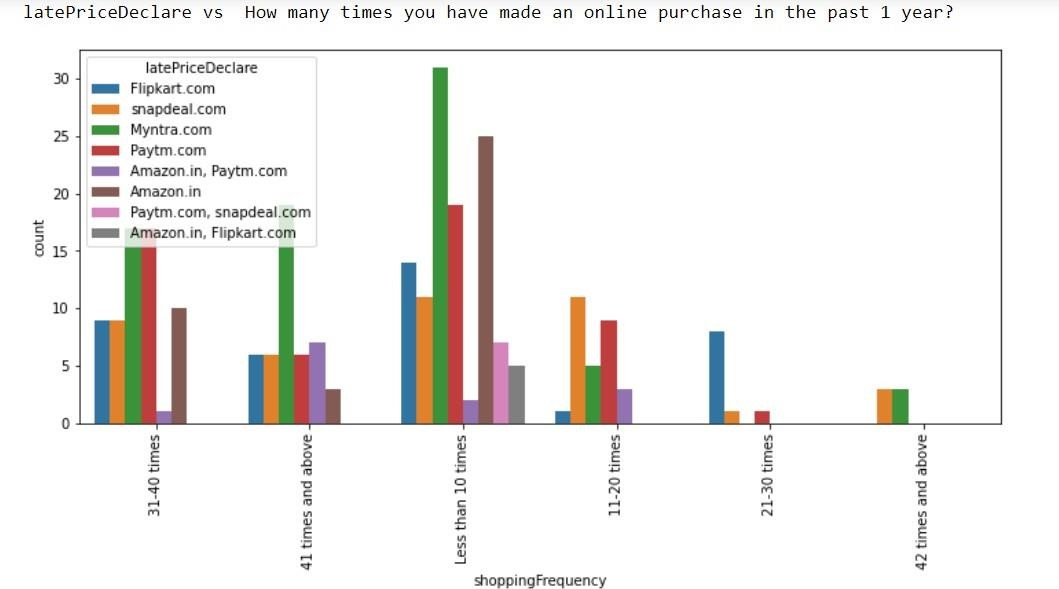 latePriceDeclare vs  How many times you have made an online purchase in the past 1 year?
latePriceDeclare
Flipkart.com
snapdeal.com
Myntra.com
Paytm.com
Amazon.in, Paytm.com
Amazon.in
Paytm.com, snapdeal.com
Amazon.in, Flipkart.com
count
30
25
20
15
10
5
0
31-40 times
41 times and above
Less than 10 times
11-20 times
21-30 times
42 times and above
shoppingFrequency